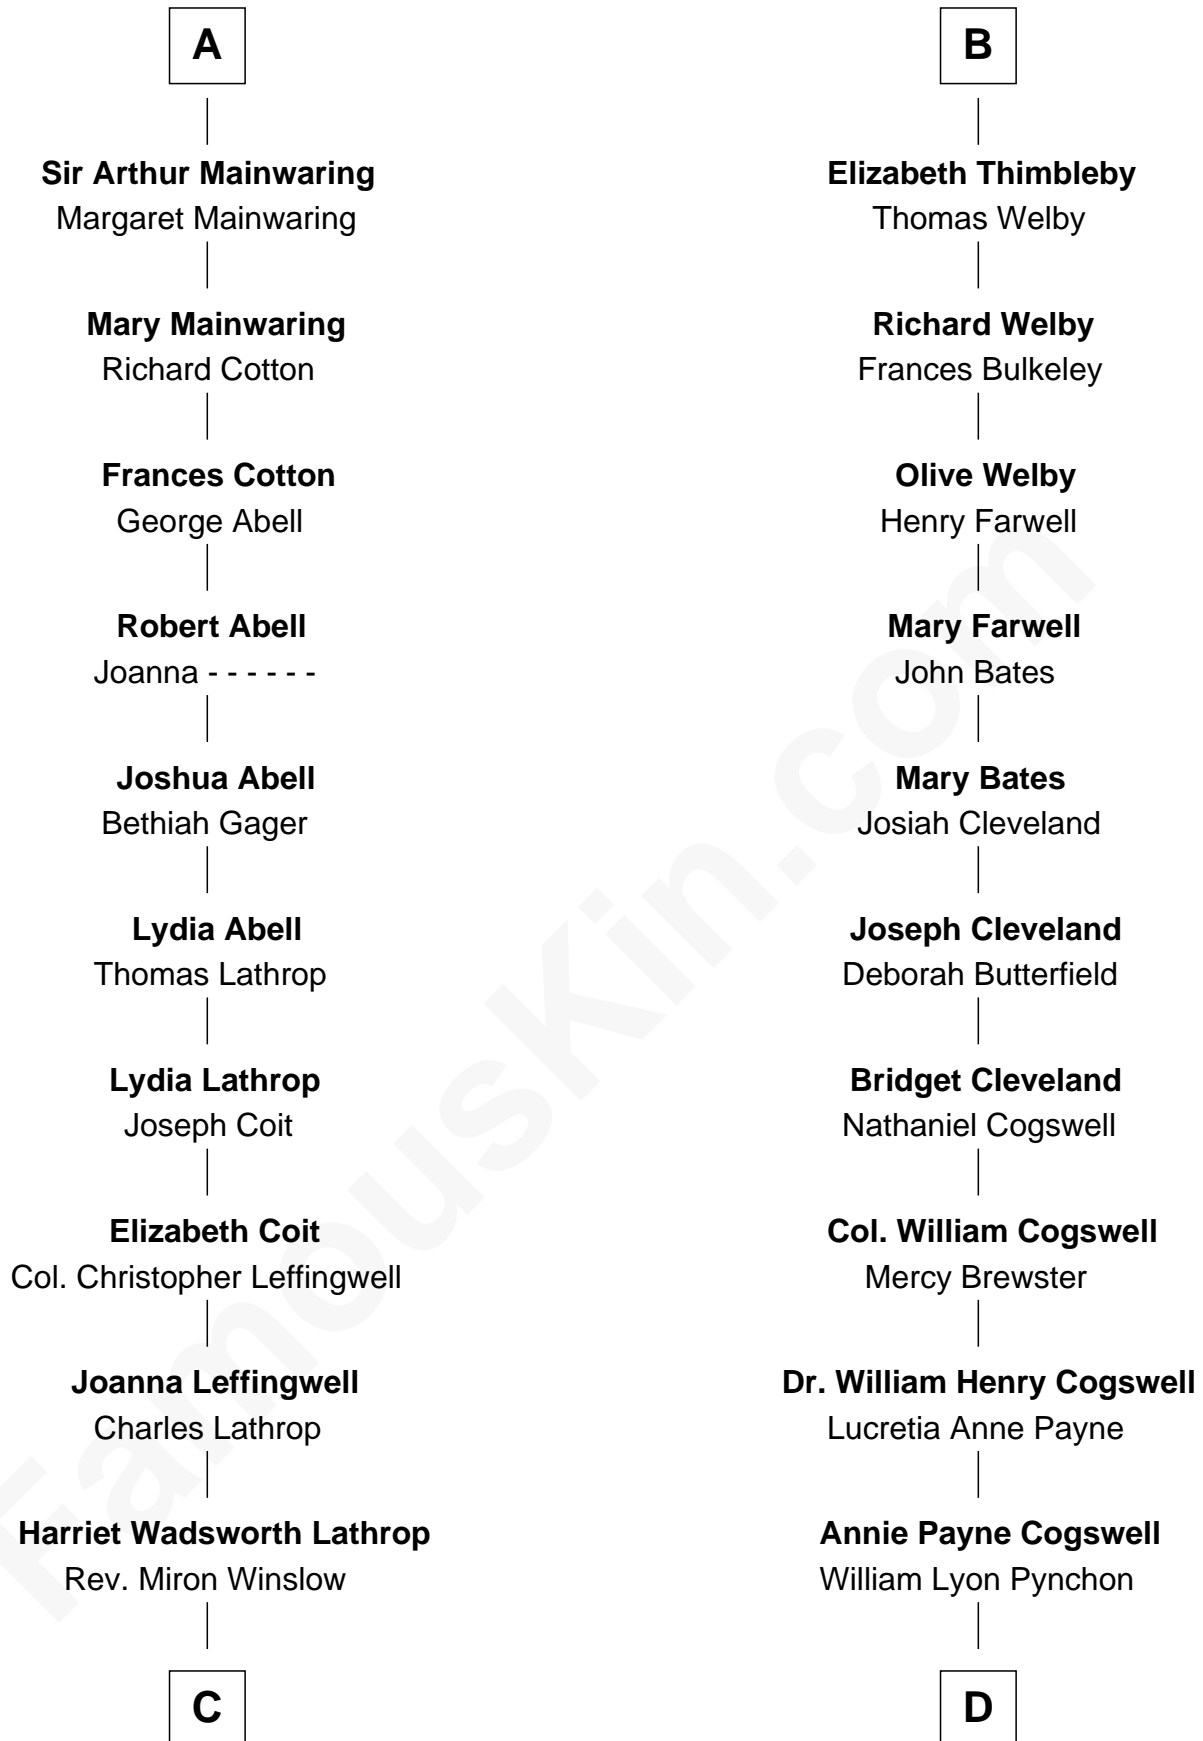 A
Sir Arthur Mainwaring
Margaret Mainwaring
Mary Mainwaring
Richard Cotton
Frances Cotton
George Abell
Robert Abell
Joanna - - - - - -
Joshua Abell
Bethiah Gager
Lydia Abell
Thomas Lathrop
Lydia Lathrop
Joseph Coit
Elizabeth Coit
Col. Christopher Leffingwell
Joanna Leffingwell
Charles Lathrop
Harriet Wadsworth Lathrop
Rev. Miron Winslow
C
B
Elizabeth Thimbleby
Thomas Welby
Richard Welby
Frances Bulkeley
Olive Welby
Henry Farwell
Mary Farwell
John Bates
Mary Bates
Josiah Cleveland
Joseph Cleveland
Deborah Butterfield
Bridget Cleveland
Nathaniel Cogswell
Col. William Cogswell
Mercy Brewster
Dr. William Henry Cogswell
Lucretia Anne Payne
Annie Payne Cogswell
William Lyon Pynchon
D
FamousKin.com